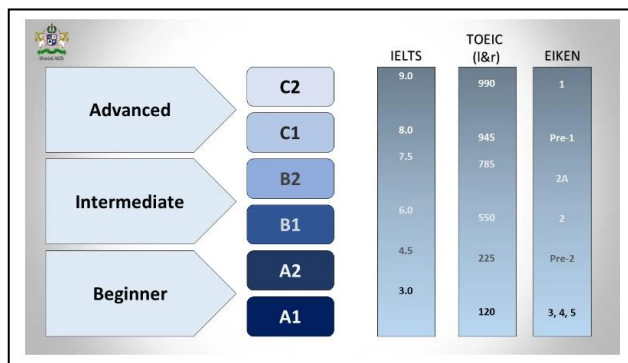 IELTS
TOEIC
(l&r)
EIKEN
Advanced
Intermediate
Beginner
C2
C1
B2
B1
A2
A1
9.0
8.0
7.5
6.0
4.5
3.0
990
945
785
550
225
120
1
Pre-1
2A
2
Pre-2
3, 4, 5